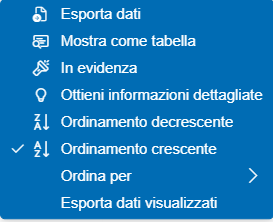 Esporta dati
Mostra come tabella
In evidenza
Ottieni informazioni dettagliate
Ordinamento decrescente
Ordinamento crescente
Ordina per
Esporta dati visualizzati